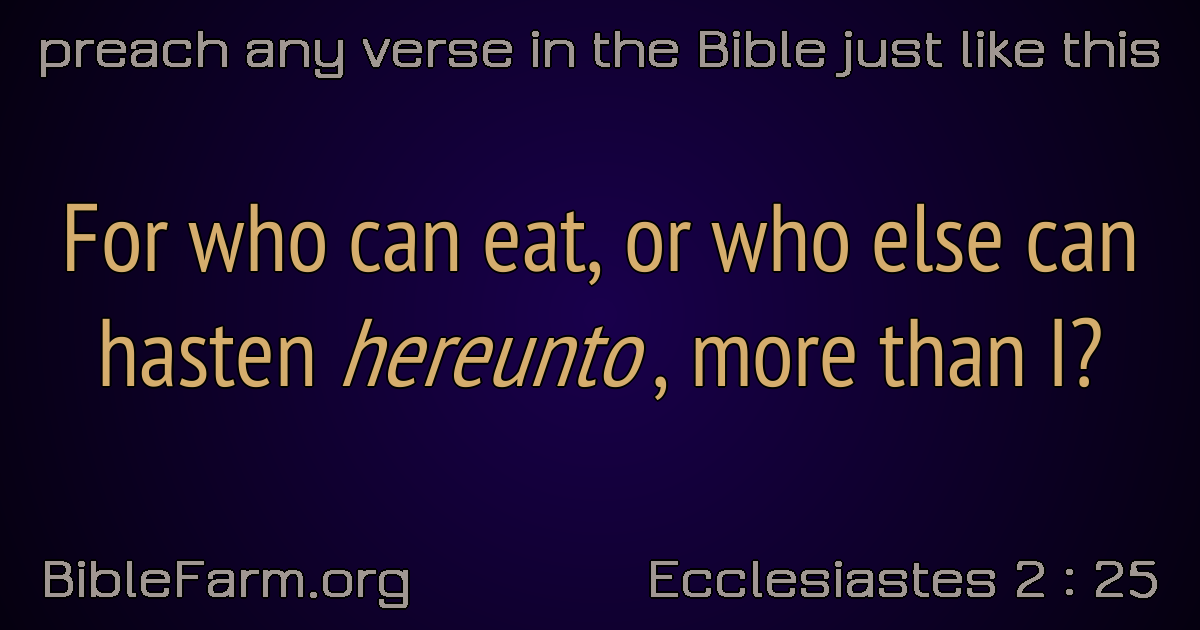 preach any verse in the Bible just like this
For who can eat, or who else can
hasten hereunto, more than I?
BibleFarm.org
Ecclesiastes 2 : 25